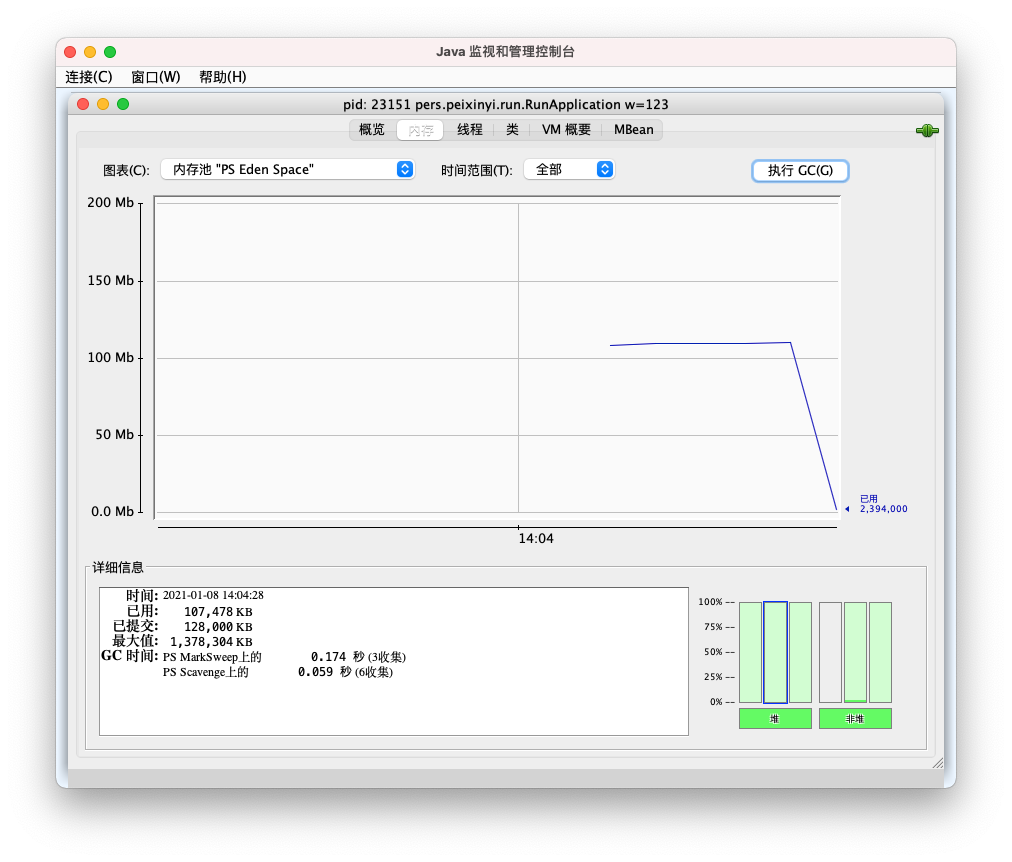 Java 监视和管理控制台
连接(C) 窗口(W) 帮助(H)
pid: 23151 pers.peixinyi.run.RunApplication w=123
概览 内存 线程 类 VM 概要 MBean
图表(C): 内存池 "PS Eden Space" 时间范围(T): 全部 执行 GC(G)
200 Mb
150 Mb
100 Mb
50 Mb
0.0 Mb
已用
2,394,000
14:04
详细信息
时间: 2021-01-08 14:04:28
已用: 107,478 KB
已提交: 128,000 KB
最大值: 1,378,304 KB
GC 时间: PS MarkSweep上的 0.174 秒 (3收集)
PS Scavenge上的 0.059 秒 (6收集)
100% --
75% --
50% --
25% --
0% --
堆 非堆